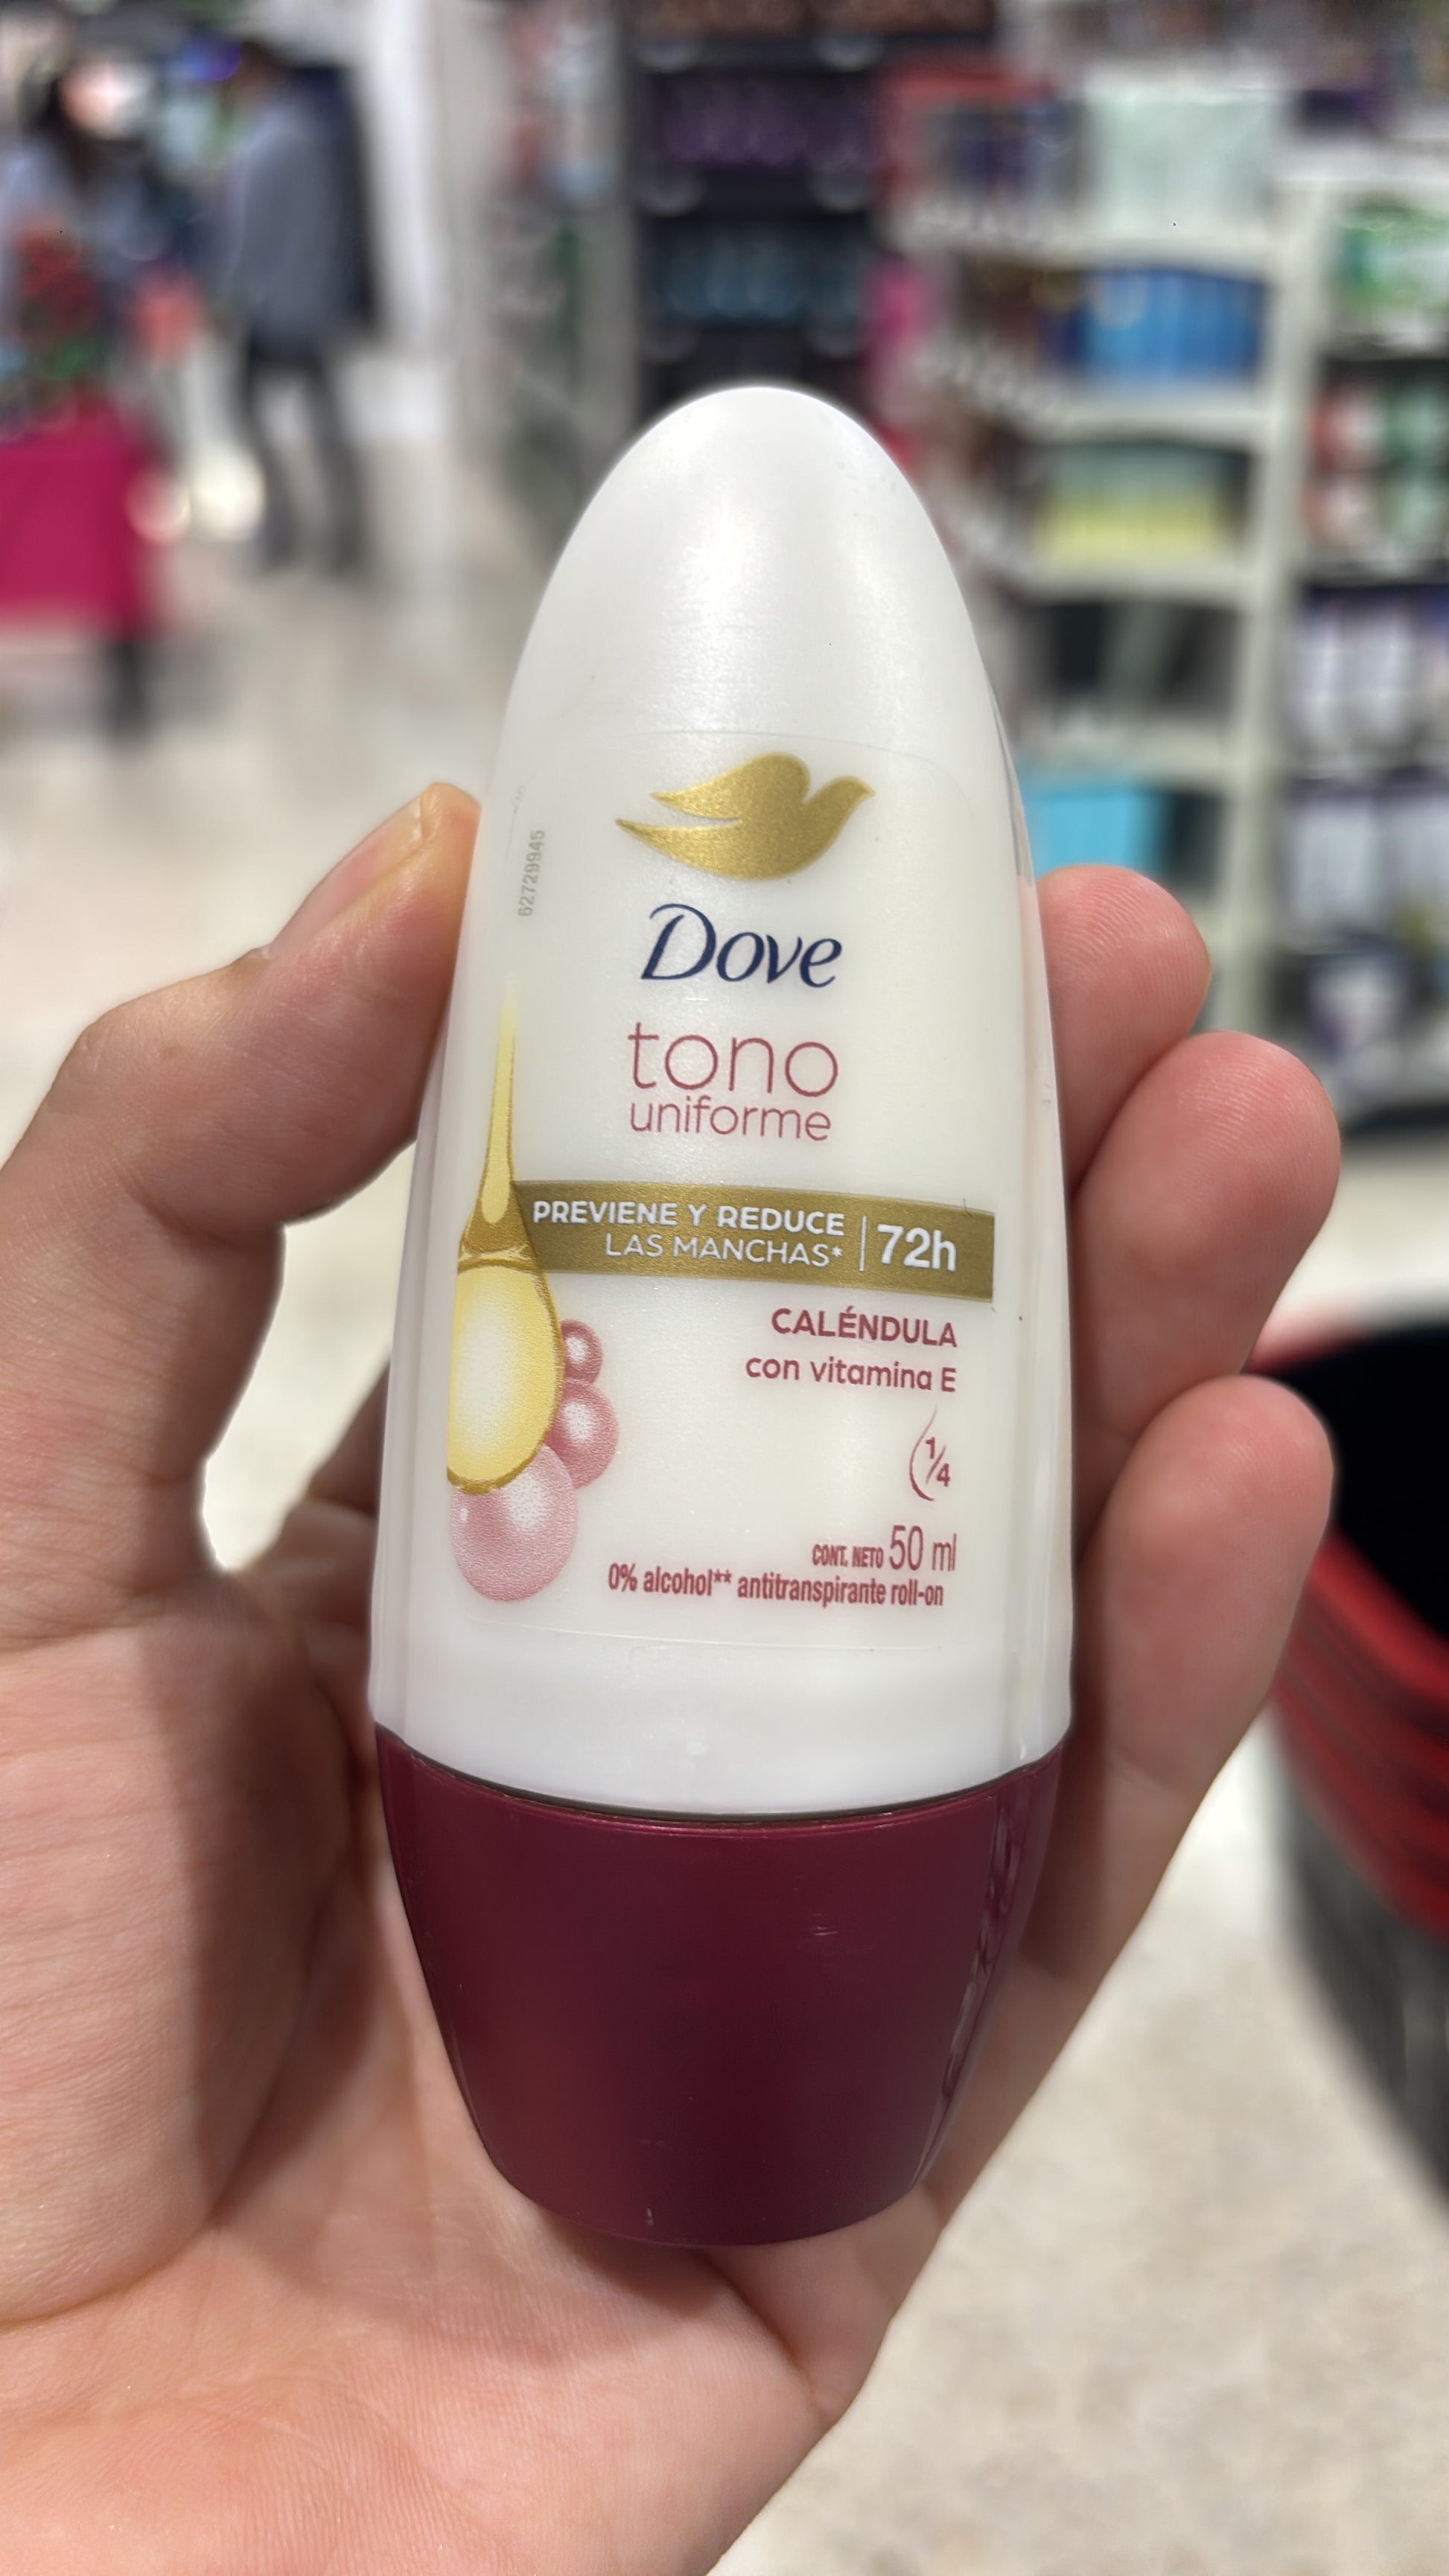 62729945
Dove
tono
uniforme
PREVIENE Y REDUCE
LAS MANCHAS*
72h
CALÉNDULA
con vitamina E
1/4
CONT. NETO 50 ml
0% alcohol** antitranspirante roll-on